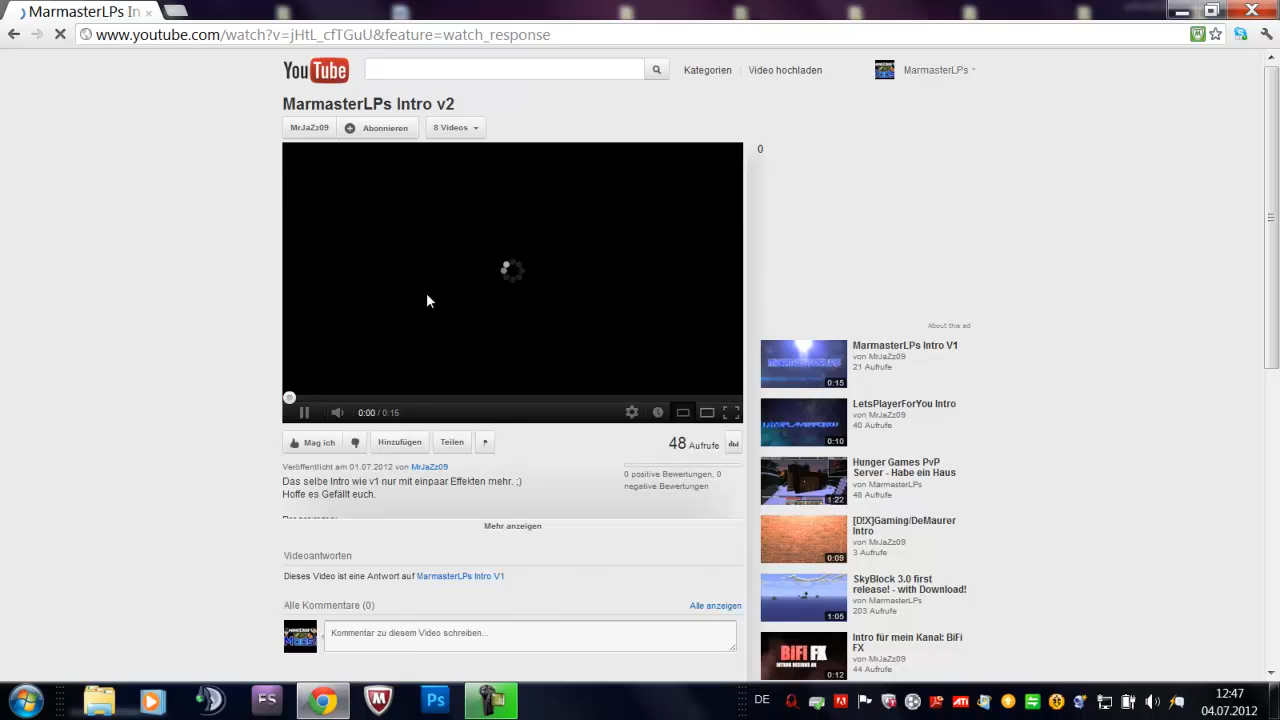 MarmasterLPs In
www.youtube.com/watch?v=jHtL_cfTGuU&feature=watch_response
YouTube
Kategorien
Video hochladen
MarmasterLPs
MarmasterLPs Intro v2
MrJaZz09
Abonnieren
8 Videos
0
0:00 / 0:15
About this ad
Mag ich
Hinzufügen
Teilen
48 Aufrufe
Veröffentlicht am 01.07.2012 von MrJaZz09
Das selbe Intro wie v1 nur mit einpaar Effekten mehr. ;)
Hoffe es Gefällt euch.
0 positive Bewertungen, 0
negative Bewertungen
Mehr anzeigen
Videoantworten
Dieses Video ist eine Antwort auf MarmasterLPs Intro V1
Alle Kommentare (0)
Alle anzeigen
Kommentar zu diesem Video schreiben...
MarmasterLPs Intro V1
von MrJaZz09
21 Aufrufe
0:15
LetsPlayerForYou Intro
von MrJaZz09
40 Aufrufe
0:10
Hunger Games PvP
Server - Habe ein Haus
von MarmasterLPs
48 Aufrufe
1:22
[D!X]Gaming/DeMaurer
Intro
von MrJaZz09
3 Aufrufe
0:09
SkyBlock 3.0 first
release! - with Download!
von MarmasterLPs
203 Aufrufe
1:05
Intro für mein Kanal: BiFi
FX
von MrJaZz09
44 Aufrufe
BiFi FX
0:12
Ps
DE
ATI
12:47
04.07.2012